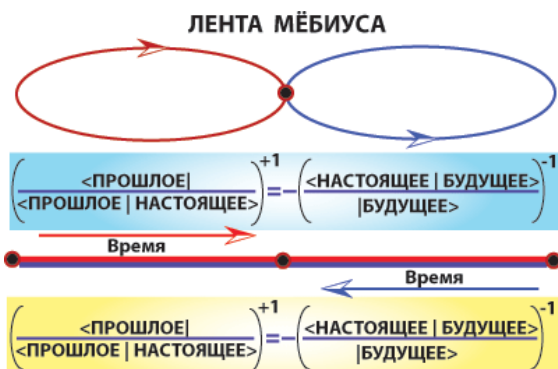 ЛЕНТА МЁБИУСА
(<ПРОШЛОЕ| / <ПРОШЛОЕ | НАСТОЯЩЕЕ>)+1 = -(<НАСТОЯЩЕЕ | БУДУЩЕЕ> / |БУДУЩЕЕ>)-1
Время
Время
(<ПРОШЛОЕ| / <ПРОШЛОЕ | НАСТОЯЩЕЕ>)+1 = -(<НАСТОЯЩЕЕ | БУДУЩЕЕ> / |БУДУЩЕЕ>)-1